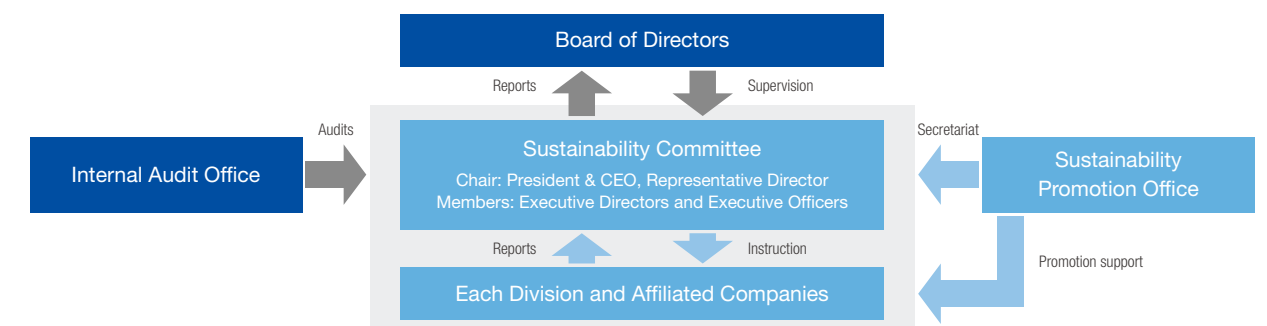 Board of Directors
Reports
Supervision
Audits
Internal Audit Office
Sustainability Committee
Chair: President & CEO, Representative Director
Members: Executive Directors and Executive Officers
Secretariat
Sustainability
Promotion Office
Reports
Instruction
Promotion support
Each Division and Affiliated Companies